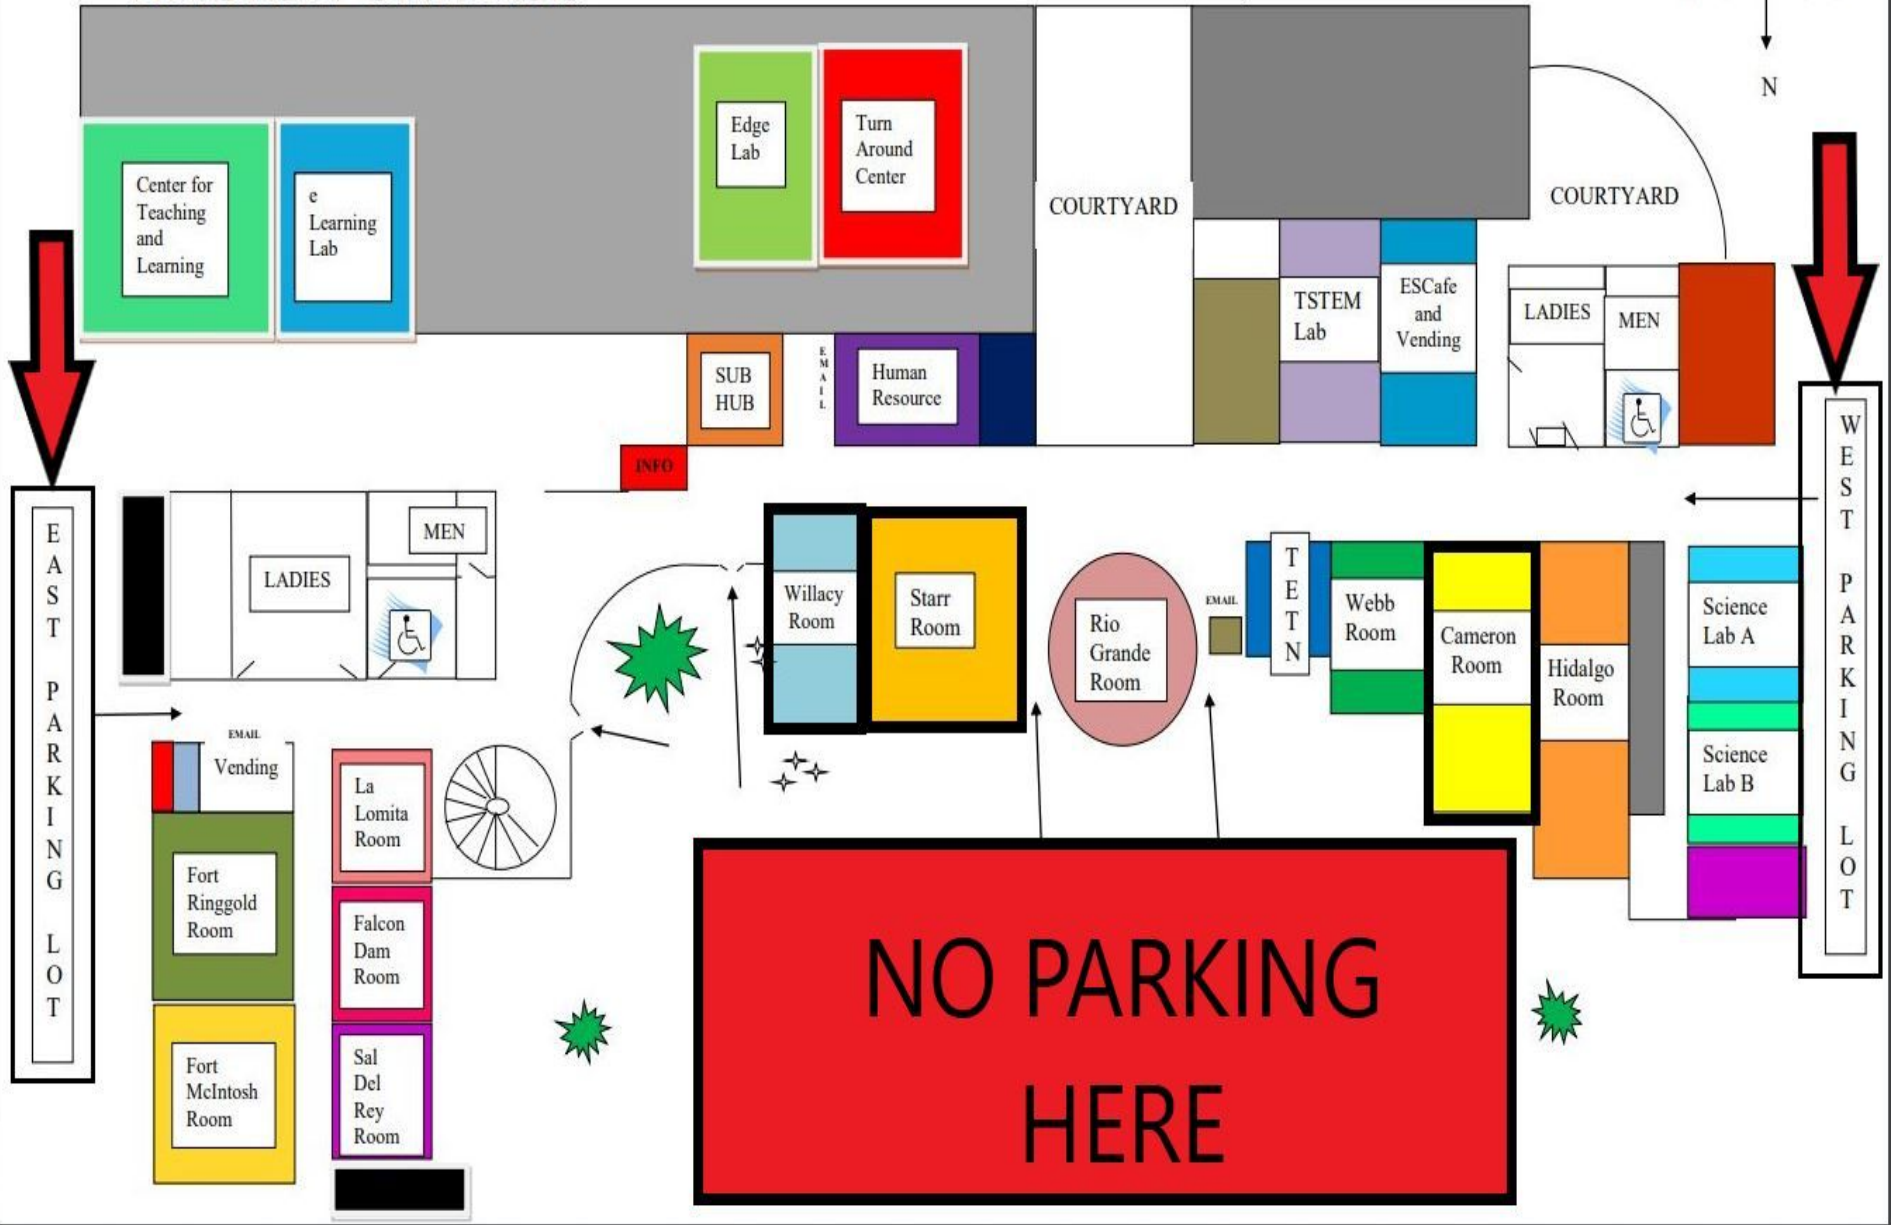 N
Edge
Lab
Turn
Around
Center
Center for
Teaching
and
Learning
e
Learning
Lab
COURTYARD
COURTYARD
TSTEM
Lab
ESCafe
and
Vending
LADIES
MEN
SUB
HUB
EMAIL
Human
Resource
INFO
WEST PARKING LOT
EAST PARKING LOT
LADIES
MEN
Willacy
Room
Starr
Room
Rio
Grande
Room
EMAIL
TETN
Webb
Room
Cameron
Room
Hidalgo
Room
Science
Lab A
Science
Lab B
EMAIL
Vending
La
Lomita
Room
Fort
Ringgold
Room
Falcon
Dam
Room
Fort
McIntosh
Room
Sal
Del
Rey
Room
NO PARKING
HERE